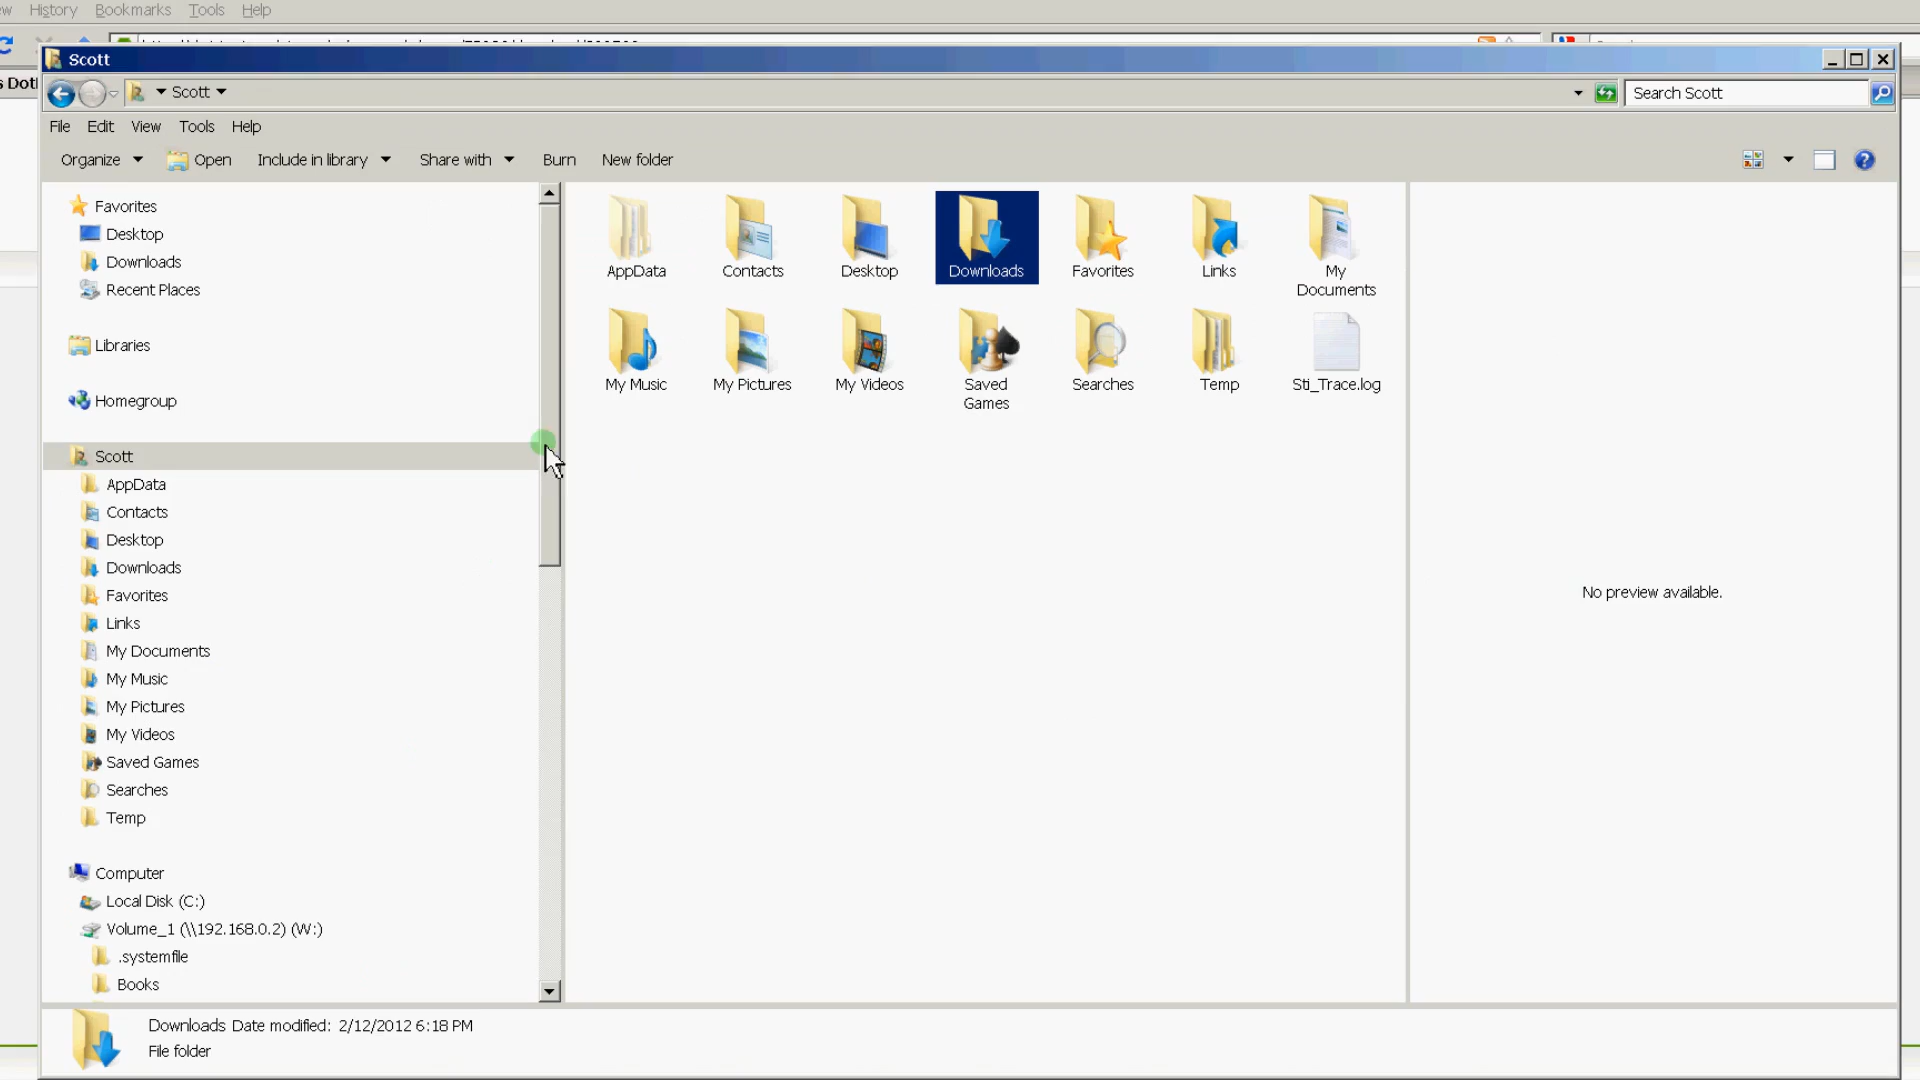 History Bookmarks Tools Help
Scott
Scott
Search Scott
File Edit View Tools Help
Organize Open Include in library Share with Burn New folder
Favorites
Desktop
Downloads
Recent Places
Libraries
Homegroup
Scott
AppData
Contacts
Desktop
Downloads
Favorites
Links
My Documents
My Music
My Pictures
My Videos
Saved Games
Searches
Temp
Computer
Local Disk (C:)
Volume_1 (\\192.168.0.2) (W:)
.systemfile
Books
AppData Contacts Desktop Downloads Favorites Links My
Documents
My Music My Pictures My Videos Saved Searches Temp Sti_Trace.log
Games
No preview available.
Downloads Date modified: 2/12/2012 6:18 PM
File folder